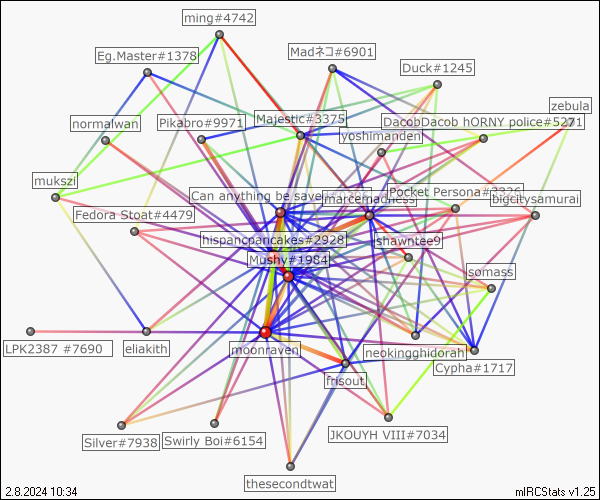 ming#4742
Madネコ#6901
Eg.Master#1378
Duck#1245
zebula
normalwan
Pikabro#9971
Majestic#3375
DacobDacob hORNY police#5271
yoshimanden
mukszi
Can anything be save
marcemadness
Pocket Persona#3326
bigcitysamurai
Fedora Stoat#4479
hispancpancakes#2928
shawntee9
Mushy#1984
somass
LPK2387 #7690
eliakith
moonraven
neokingghidorah
Cypha#1717
frisout
Silver#7938
Swirly Boi#6154
JKOUYH VIII#7034
thesecondtwat
2.8.2024 10:34
mIRCStats v1.25